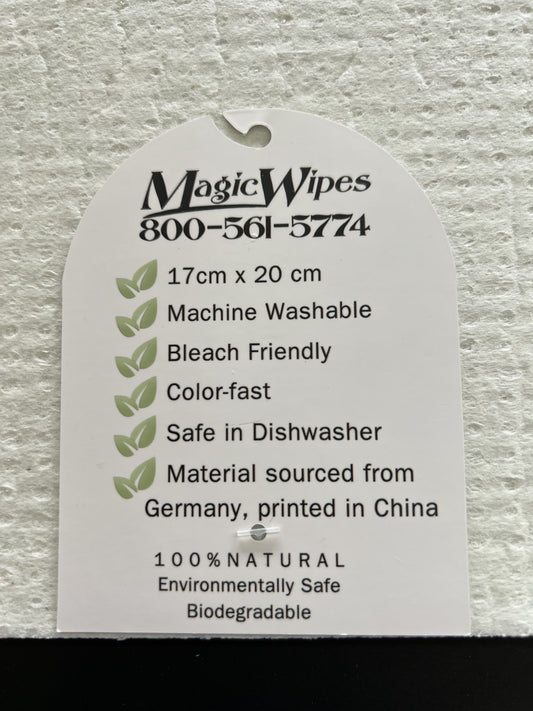 MagicWipes
800-561-5774
17cm x 20 cm
Machine Washable
Bleach Friendly
Color-fast
Safe in Dishwasher
Material sourced from
Germany, printed in China
100%NATURAL
Environmentally Safe
Biodegradable